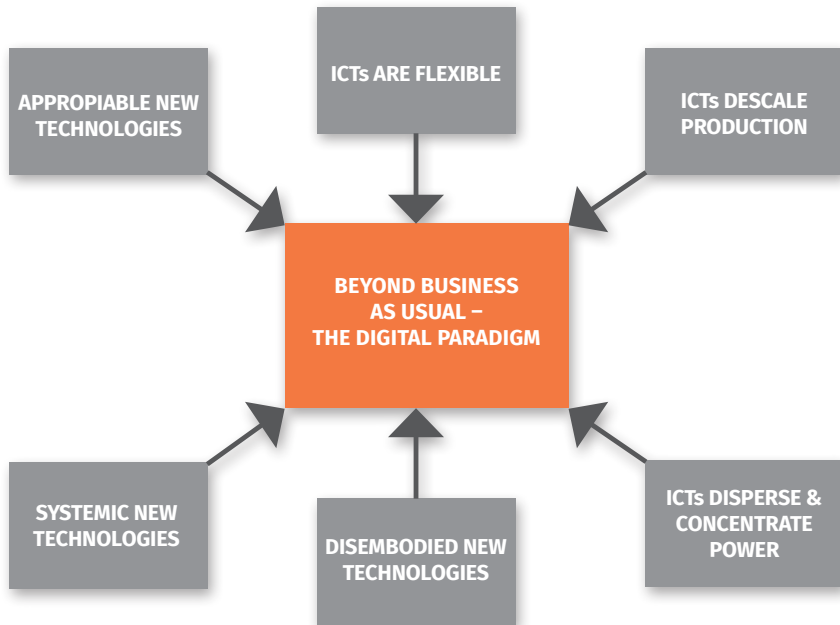 ICTs ARE FLEXIBLE
APPROPIABLE NEW
TECHNOLOGIES
ICTs DESCALE
PRODUCTION
BEYOND BUSINESS
AS USUAL –
THE DIGITAL PARADIGM
SYSTEMIC NEW
TECHNOLOGIES
DISEMBODIED NEW
TECHNOLOGIES
ICTs DISPERSE &
CONCENTRATE
POWER